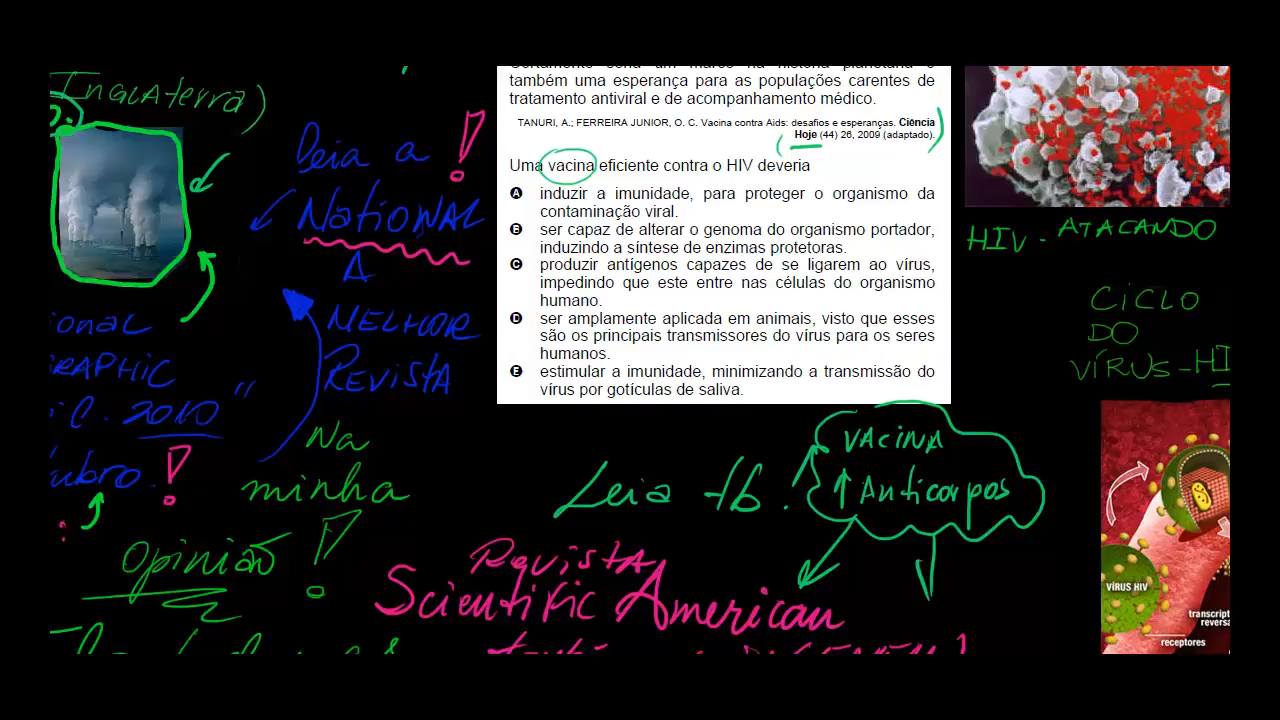 INGLATERRA)
Leia a !
NATIONAL
A
MELHOR
REVISTA
GRAPHIC
2010 "
!
Na
minha
opinião !
também uma esperança para as populações carentes de
tratamento antiviral e de acompanhamento médico.
TANURI, A.; FERREIRA JUNIOR, O. C. Vacina contra Aids: desafios e esperanças. Ciência
Hoje (44) 26, 2009 (adaptado).
Uma vacina eficiente contra o HIV deveria
A induzir a imunidade, para proteger o organismo da
contaminação viral.
B ser capaz de alterar o genoma do organismo portador,
induzindo a síntese de enzimas protetoras.
C produzir antígenos capazes de se ligarem ao vírus,
impedindo que este entre nas células do organismo
humano.
D ser amplamente aplicada em animais, visto que esses
são os principais transmissores do vírus para os seres
humanos.
E estimular a imunidade, minimizando a transmissão do
vírus por gotículas de saliva.
Leia tb.
VACINA
↑ Anticorpos
Revista
Scientific American
HIV - ATACANDO
CICLO
DO
VÍRUS - HI
VÍRUS HIV
transcript
reversa
receptores